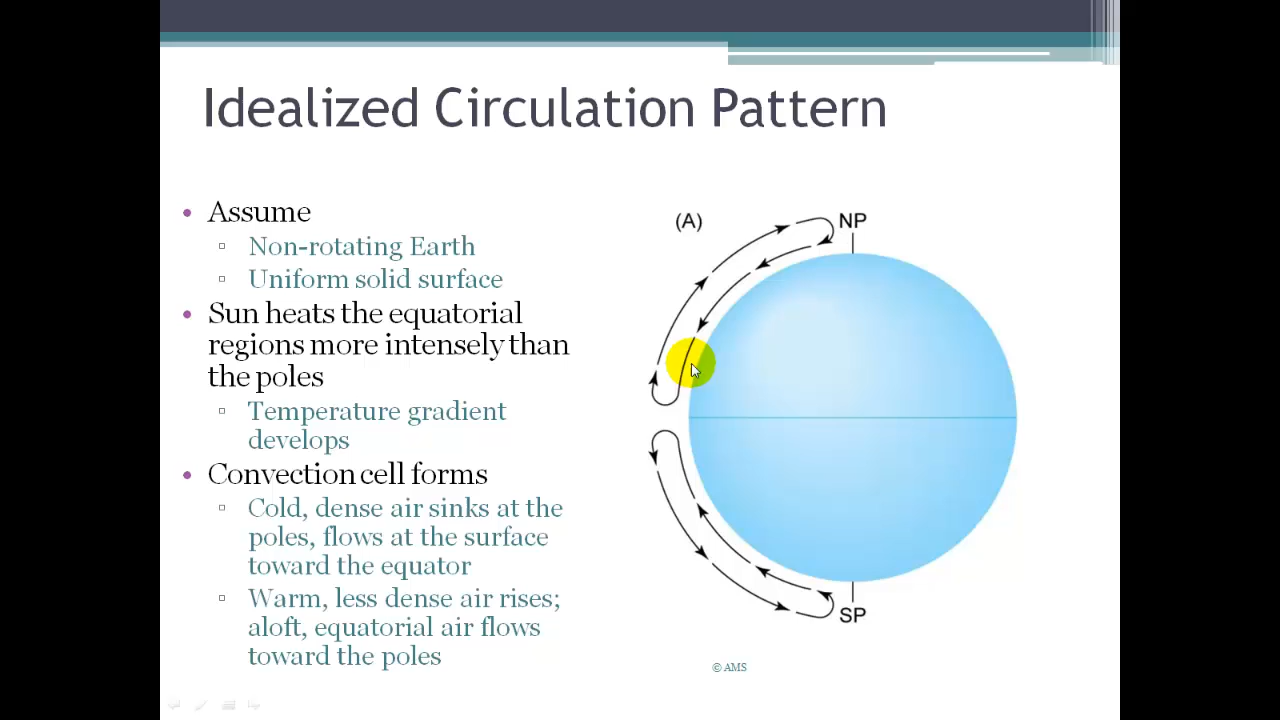 Idealized Circulation Pattern
• Assume
▫ Non-rotating Earth
▫ Uniform solid surface
• Sun heats the equatorial
regions more intensely than
the poles
▫ Temperature gradient
develops
• Convection cell forms
▫ Cold, dense air sinks at the
poles, flows at the surface
toward the equator
▫ Warm, less dense air rises;
aloft, equatorial air flows
toward the poles
(A)
NP
SP
© AMS